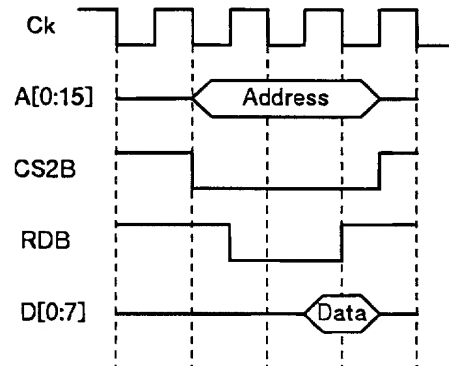 Ck
A[0:15]
Address
CS2B
RDB
D[0:7]
Data